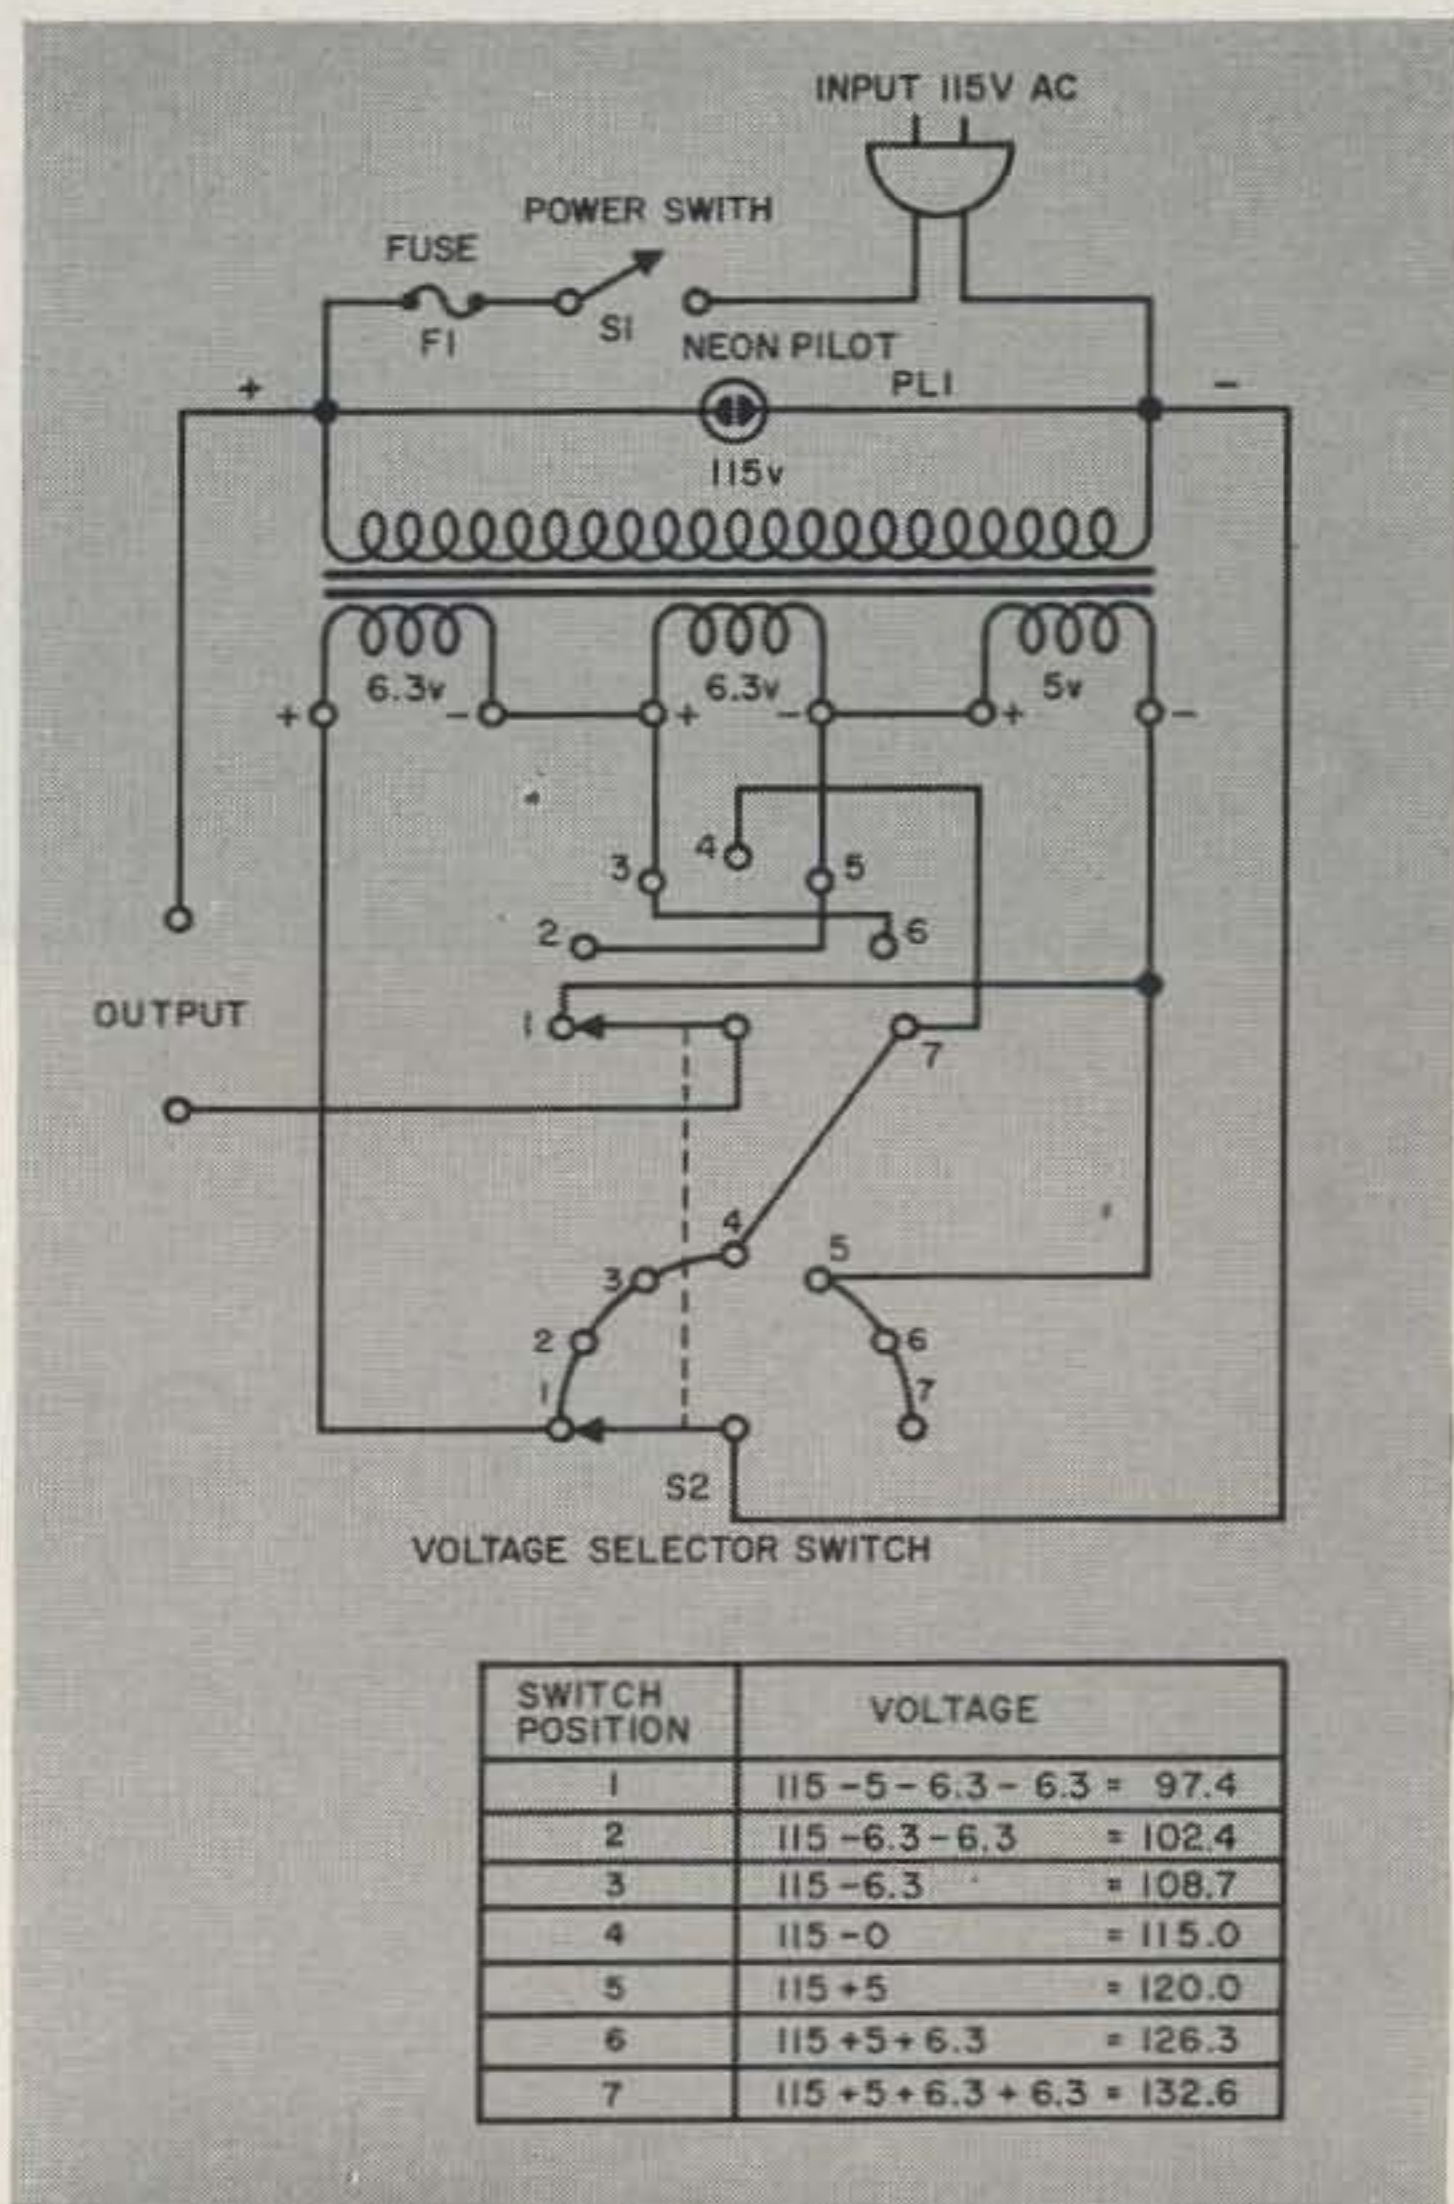 INPUT 115V AC
POWER SWITH
FUSE
F1
S1
NEON PILOT
PL1
+
-
115v
6.3v
6.3v
5v
+
-
+
-
+
-
4
3
5
2
6
OUTPUT
1
7
4
5
3
2
6
1
7
S2
VOLTAGE SELECTOR SWITCH
SWITCH POSITION VOLTAGE
1 115 -5 - 6.3 - 6.3 = 97.4
2 115 -6.3 - 6.3 = 102.4
3 115 -6.3 = 108.7
4 115 -0 = 115.0
5 115 +5 = 120.0
6 115 +5 + 6.3 = 126.3
7 115 +5 + 6.3 + 6.3 = 132.6